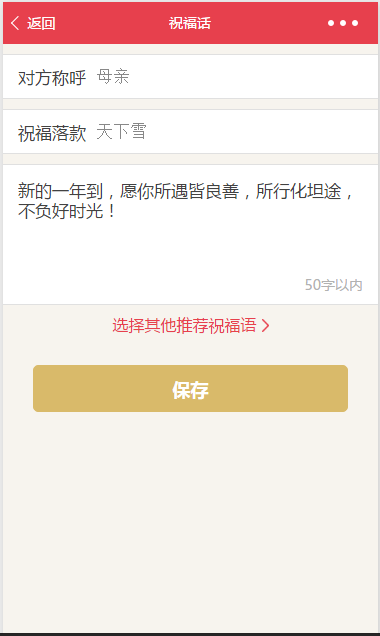 返回 祝福话
对方称呼 母亲
祝福落款 天下雪
新的一年到，愿你所遇皆良善，所行化坦途，
不负好时光！
50字以内
选择其他推荐祝福语
保存